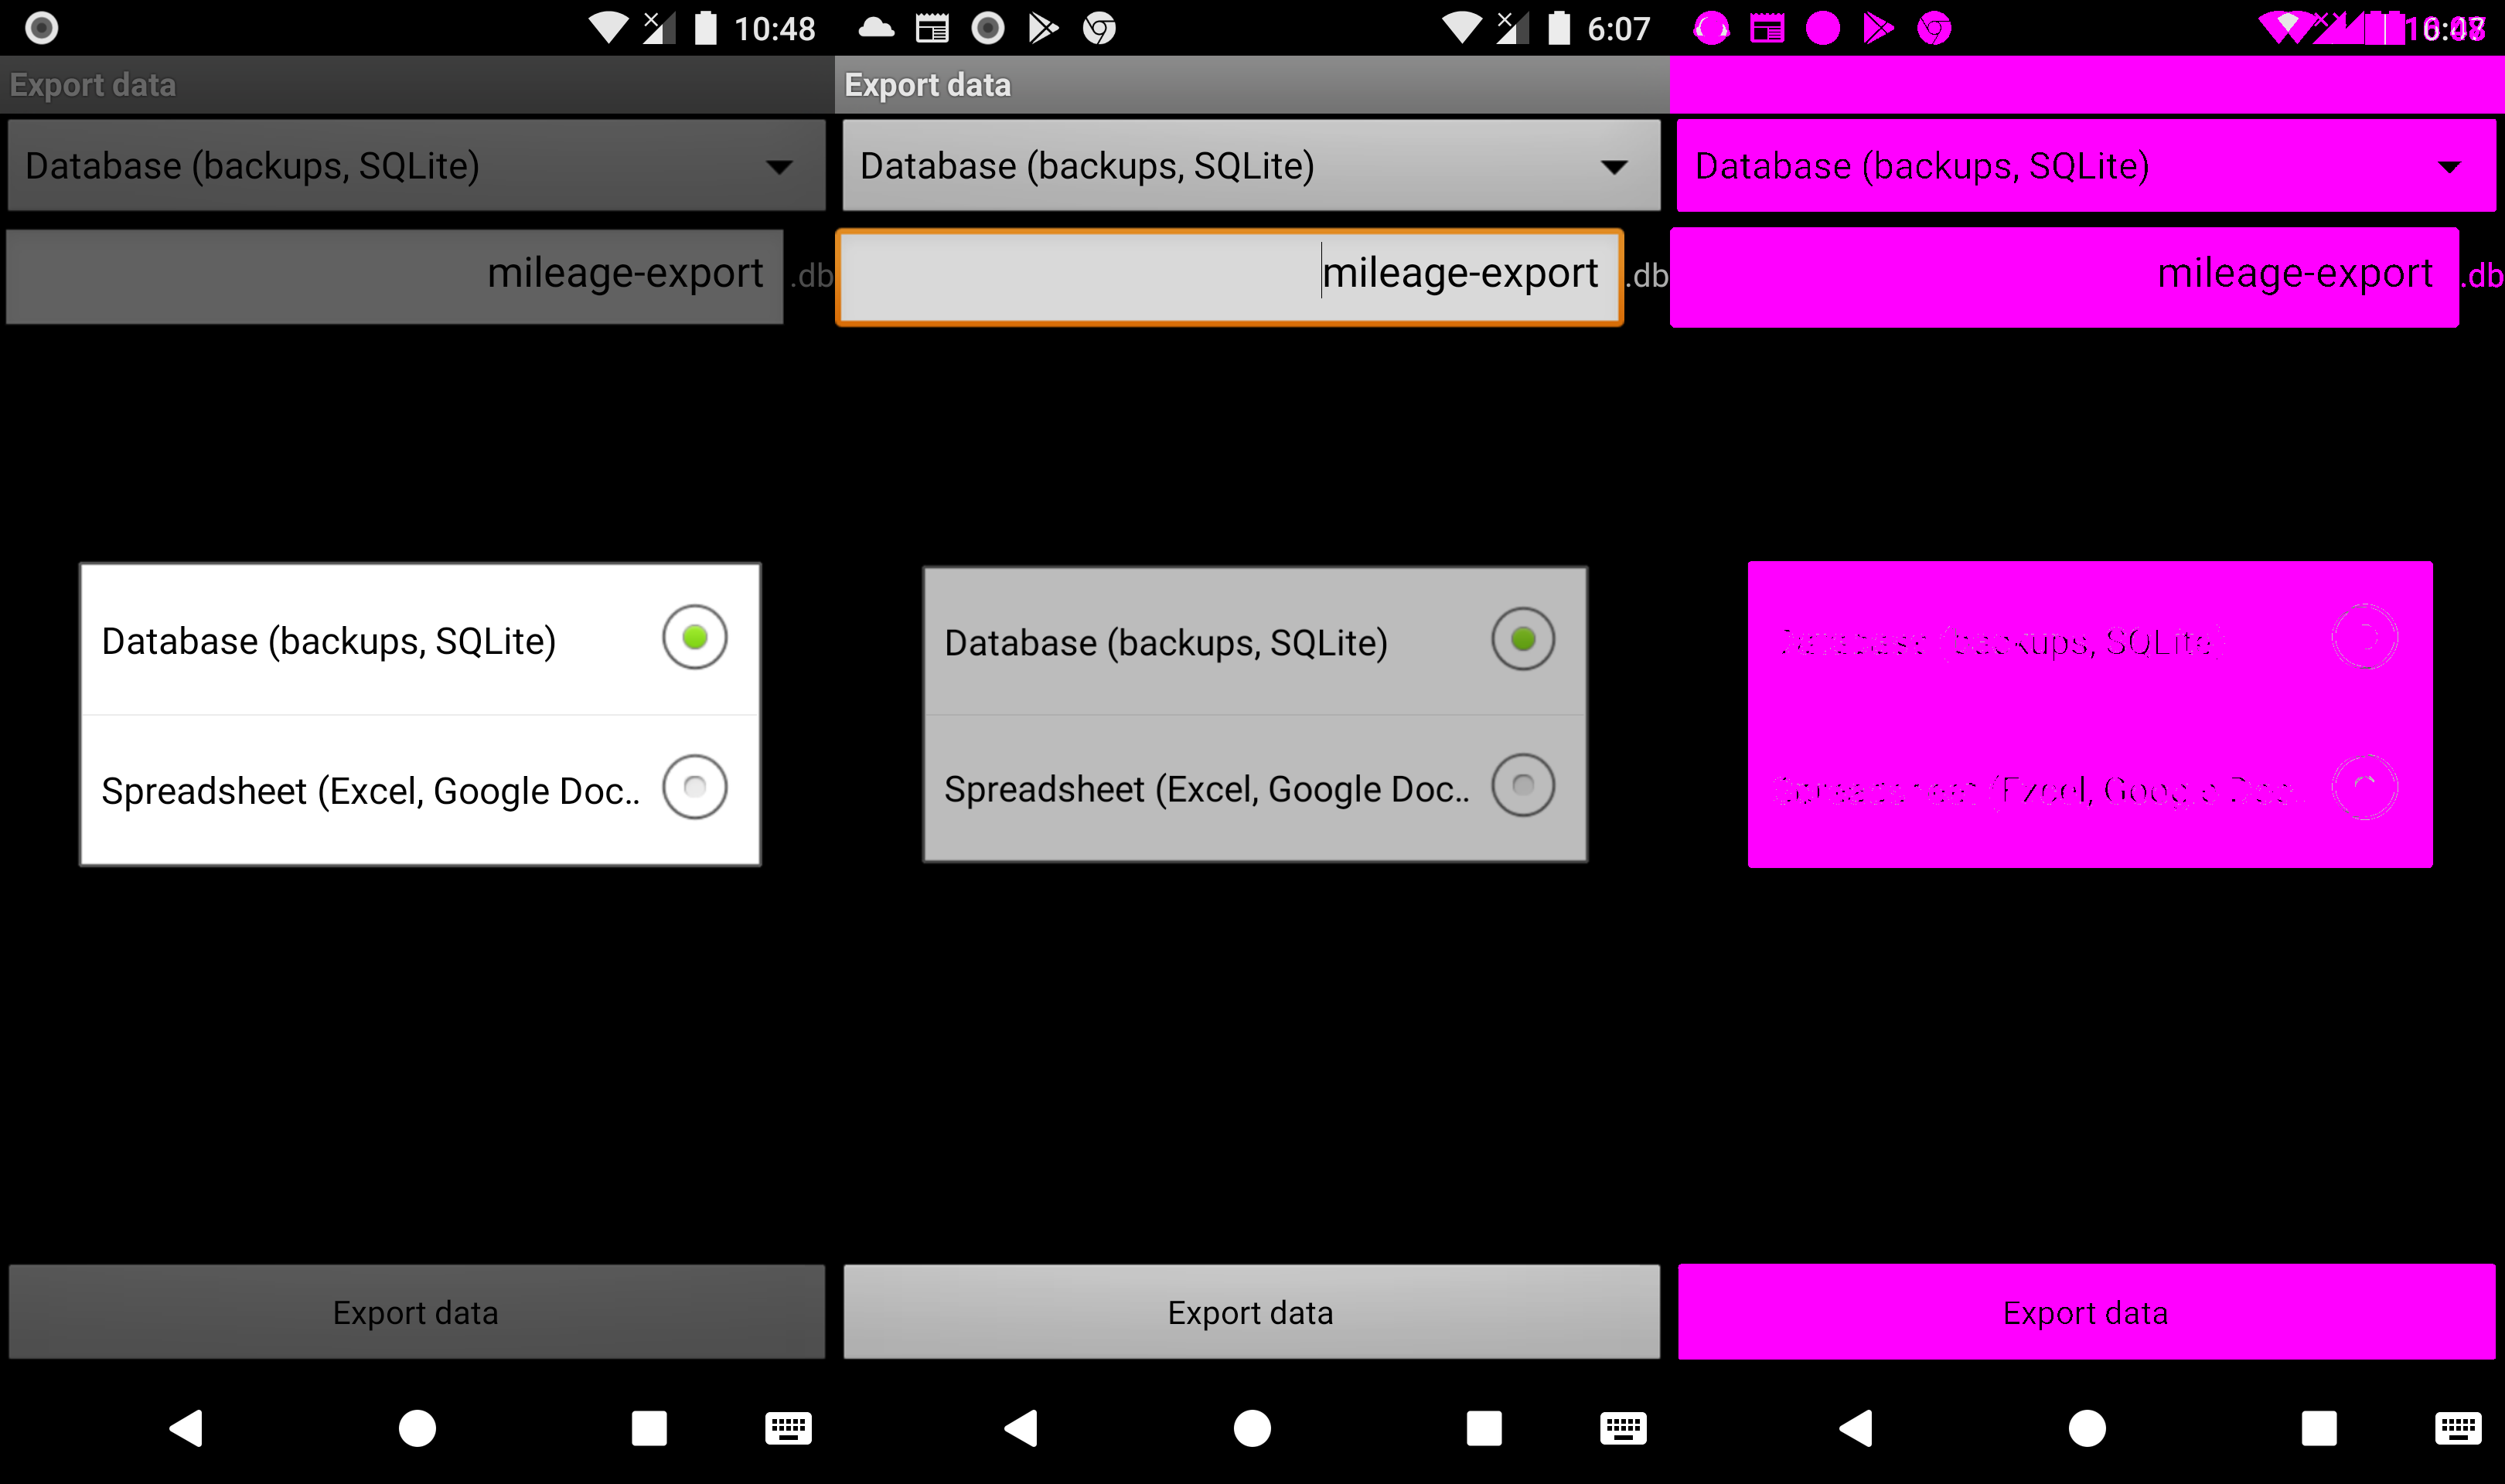 10:48
Export data
Database (backups, SQLite)
mileage-export .db
Database (backups, SQLite)
Spreadsheet (Excel, Google Doc..
Export data
6:07
Export data
Database (backups, SQLite)
mileage-export .db
Database (backups, SQLite)
Spreadsheet (Excel, Google Doc..
Export data
Database (backups, SQLite)
mileage-export .db
Database (backups, SQLite
Spreadsheet (Excel, Google Doc..
Export data